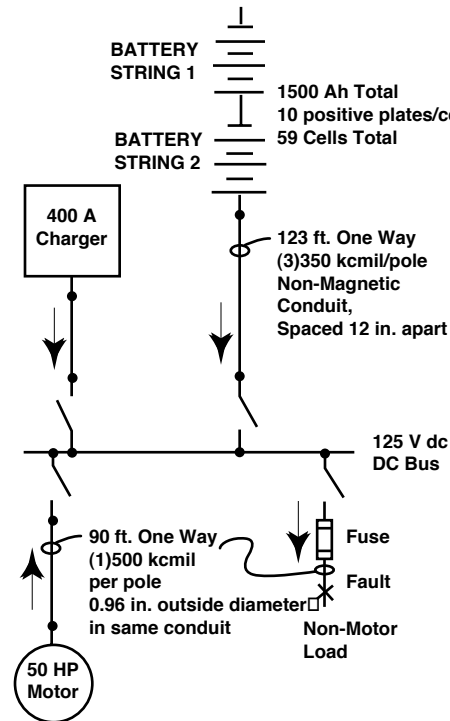 BATTERY
STRING 1
1500 Ah Total
10 positive plates/c
59 Cells Total
BATTERY
STRING 2
400 A
Charger
123 ft. One Way
(3)350 kcmil/pole
Non-Magnetic
Conduit,
Spaced 12 in. apart
125 V dc
DC Bus
90 ft. One Way
(1)500 kcmil
per pole
0.96 in. outside diameter
in same conduit
Fuse
Fault
Non-Motor
Load
50 HP
Motor